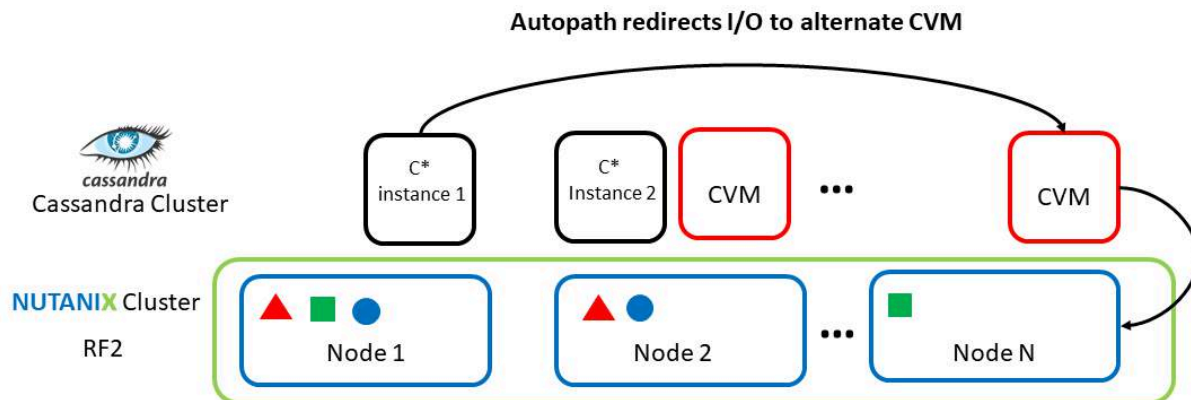 Autopath redirects I/O to alternate CVM
C*
instance 1
C*
Instance 2
CVM
...
CVM
cassandra
Cassandra Cluster
NUTANIX Cluster
RF2
Node 1
Node 2
...
Node N